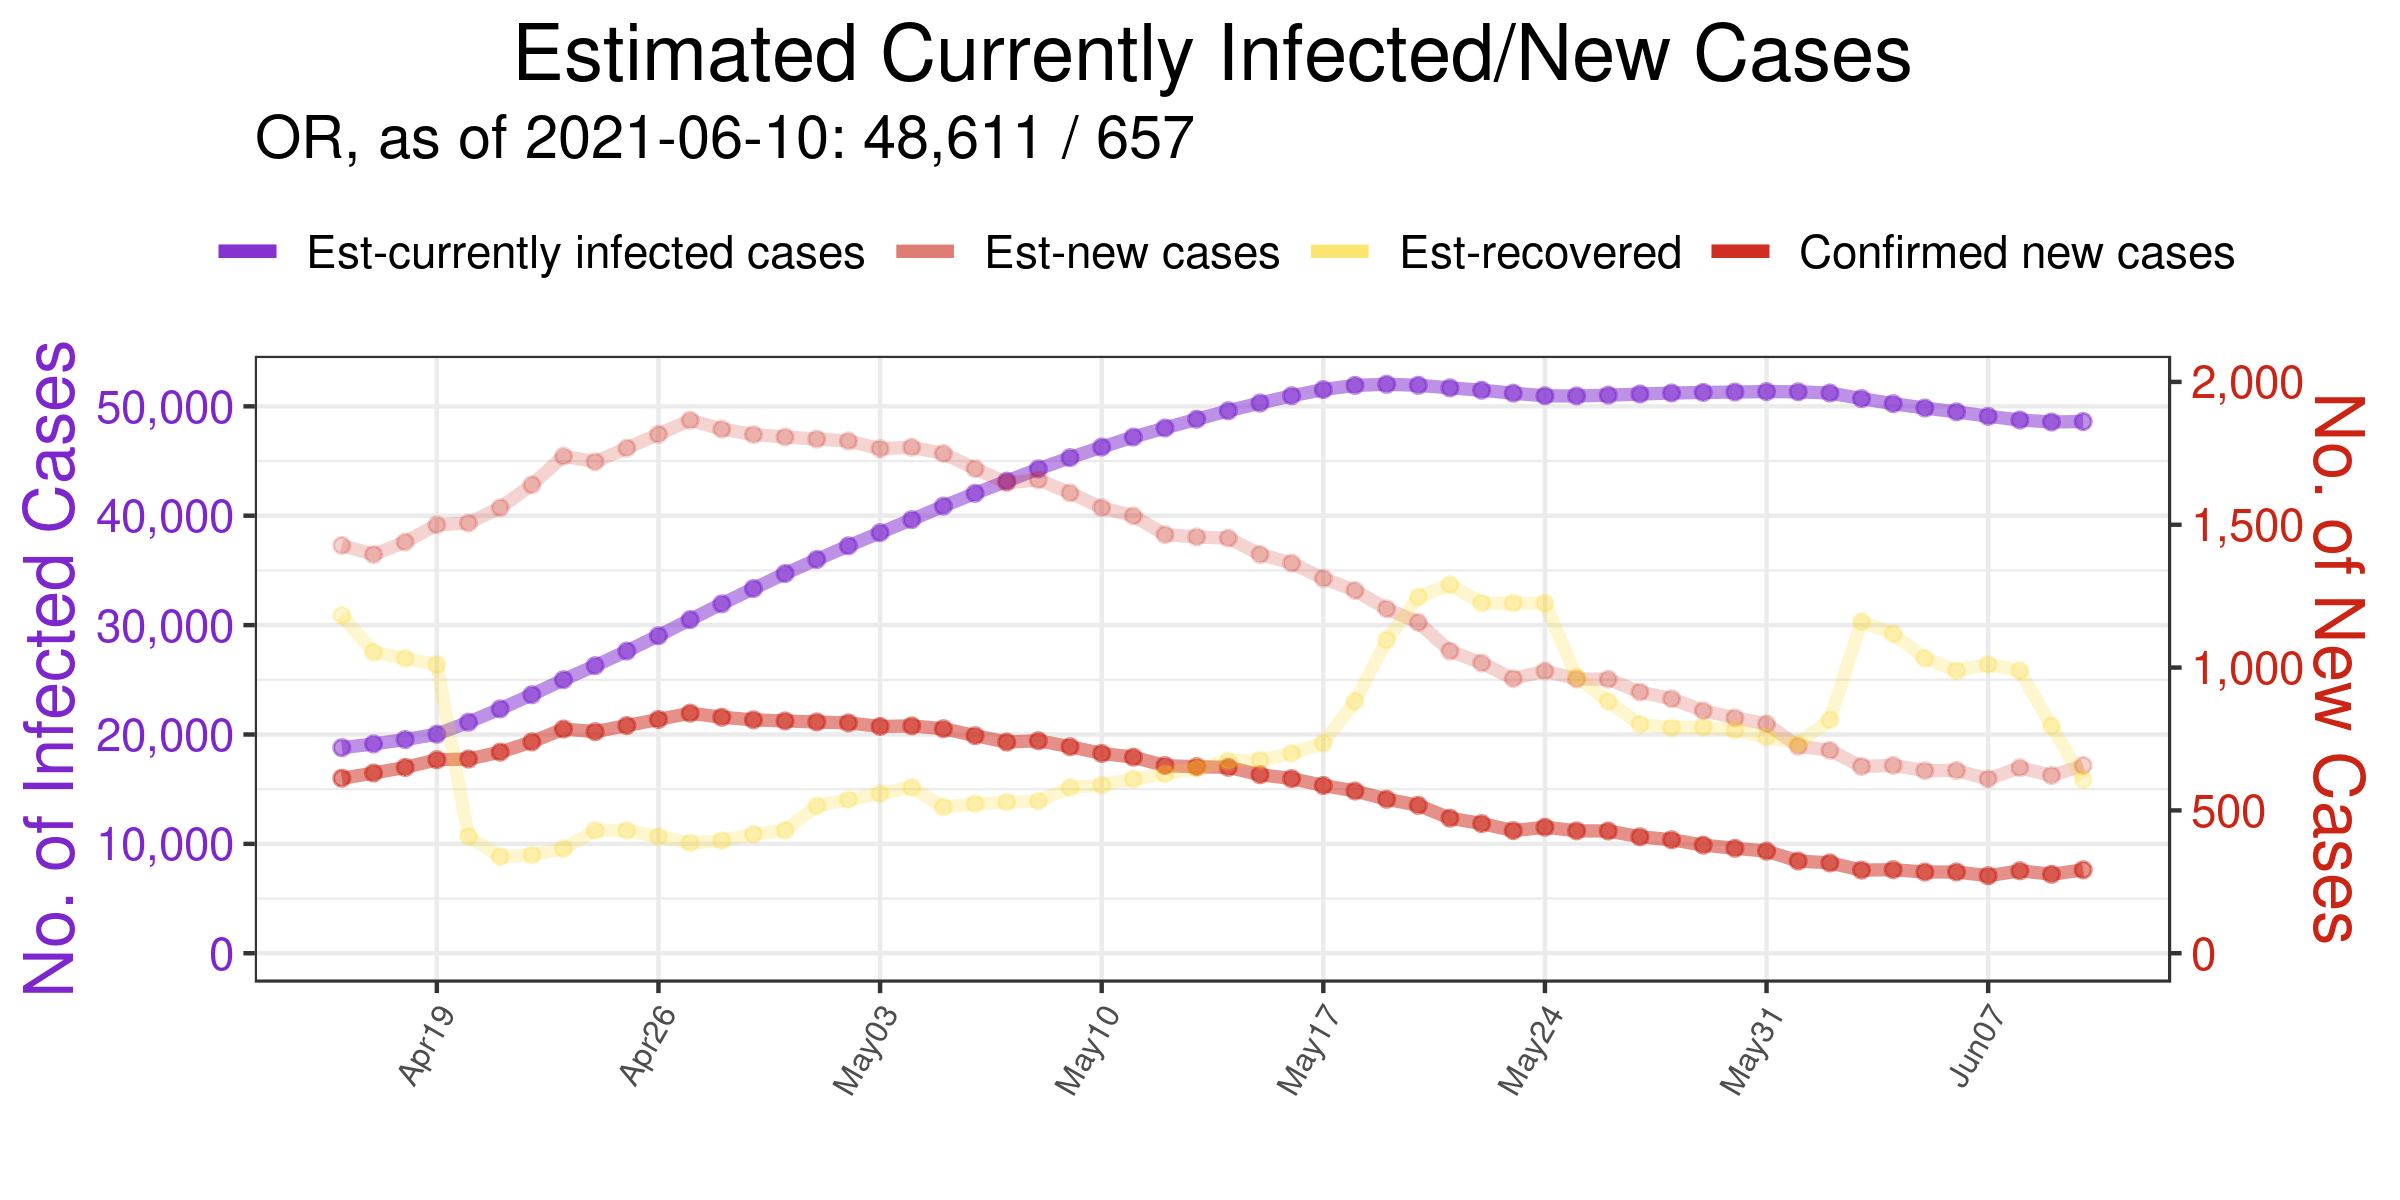 Estimated Currently Infected/New Cases
OR, as of 2021-06-10: 48,611 / 657
Est-currently infected cases Est-new cases Est-recovered Confirmed new cases
No. of Infected Cases
50,000
40,000
30,000
20,000
10,000
0
2,000
1,500
1,000
500
0
No. of New Cases
Apr19 Apr26 May03 May10 May17 May24 May31 Jun07